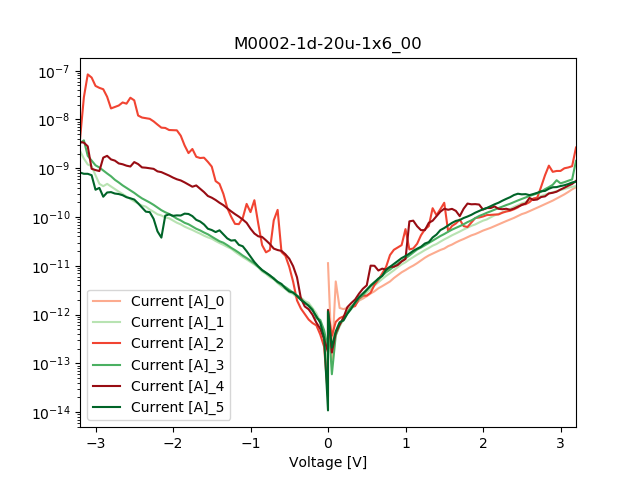 M0002-1d-20u-1x6_00
10⁻⁷
10⁻⁸
10⁻⁹
10⁻¹⁰
10⁻¹¹
10⁻¹²
10⁻¹³
10⁻¹⁴
Current [A]_0
Current [A]_1
Current [A]_2
Current [A]_3
Current [A]_4
Current [A]_5
−3 −2 −1 0 1 2 3
Voltage [V]